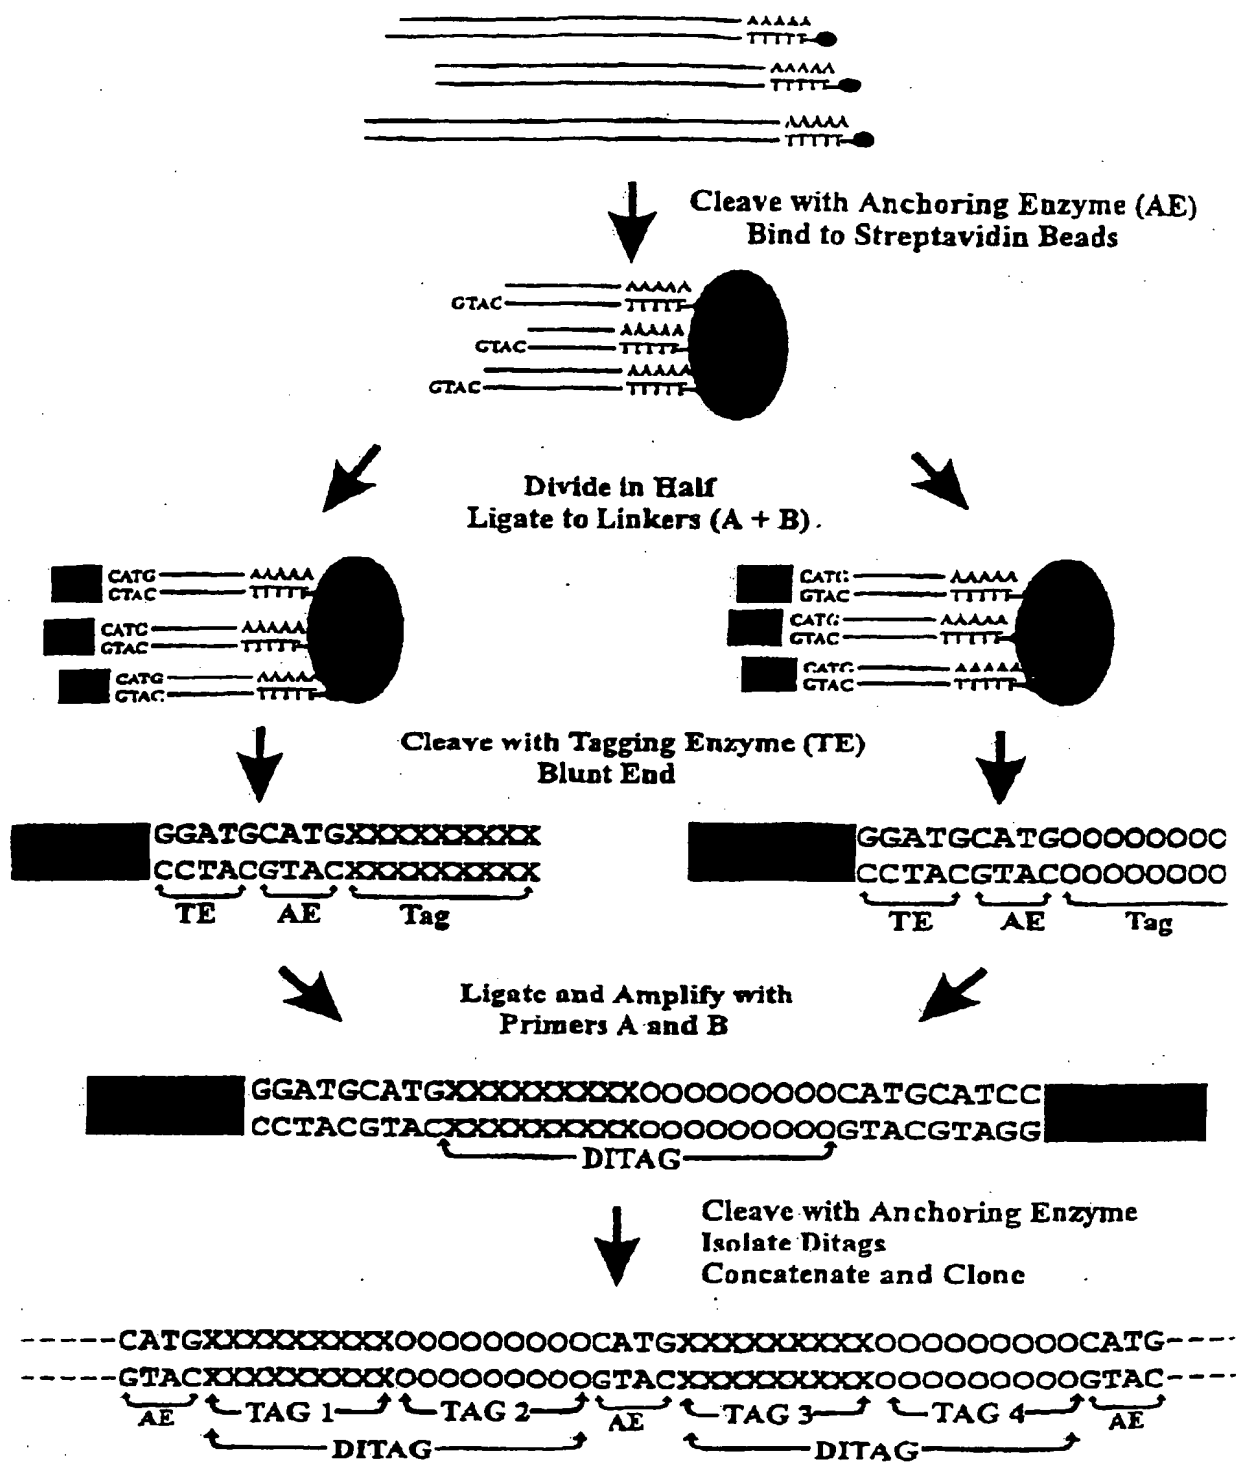 AAAAA
TTTTT
AAAAA
TTTTT
AAAAA
TTTTT
Cleave with Anchoring Enzyme (AE)
Bind to Streptavidin Beads
AAAAA
GTAC TTTTT
AAAAA
GTAC TTTTT
AAAAA
GTAC TTTTT
Divide in Half
Ligate to Linkers (A + B)
CATG AAAAA CATG AAAAA
GTAC TTTTT GTAC TTTTT
CATG AAAAA CATG AAAAA
GTAC TTTTT GTAC TTTTT
CATG AAAAA CATG AAAAA
GTAC TTTTT GTAC TTTTT
Cleave with Tagging Enzyme (TE)
Blunt End
GGATGCATGXXXXXXXXX GGATGCATGOOOOOOOO
CCTACGTACXXXXXXXXX CCTACGTACOOOOOOOO
TE AE Tag TE AE Tag
Ligate and Amplify with
Primers A and B
GGATGCATGXXXXXXXXXOOOOOOOOOCATGCATCC
CCTACGTACXXXXXXXXXOOOOOOOOOGTACGTAGG
DITAG
Cleave with Anchoring Enzyme
Isolate Ditags
Concatenate and Clone
-----CATGXXXXXXXXXOOOOOOOOOCATGXXXXXXXXXOOOOOOOOOCATG----
-----GTACXXXXXXXXXOOOOOOOOOGTACXXXXXXXXXOOOOOOOOOGTAC----
AE TAG 1 TAG 2 AE TAG 3 TAG 4 AE
DITAG DITAG